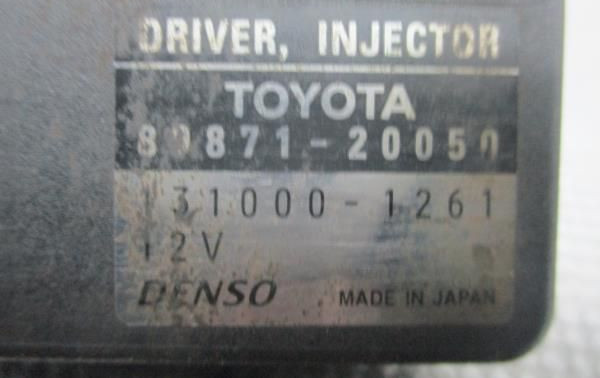 DRIVER, INJECTOR
TOYOTA
89871-20050
131000-1261
12V
DENSO MADE IN JAPAN